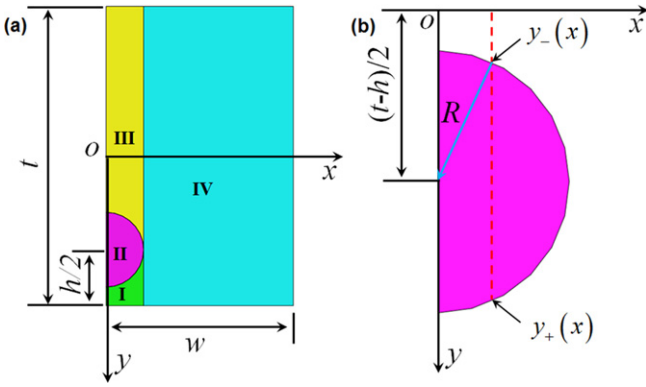 (a)
t
III
O
x
IV
II
h/2
I
w
y
(b)
O
x
y₋(x)
(t-h)/2
R
y₊(x)
y